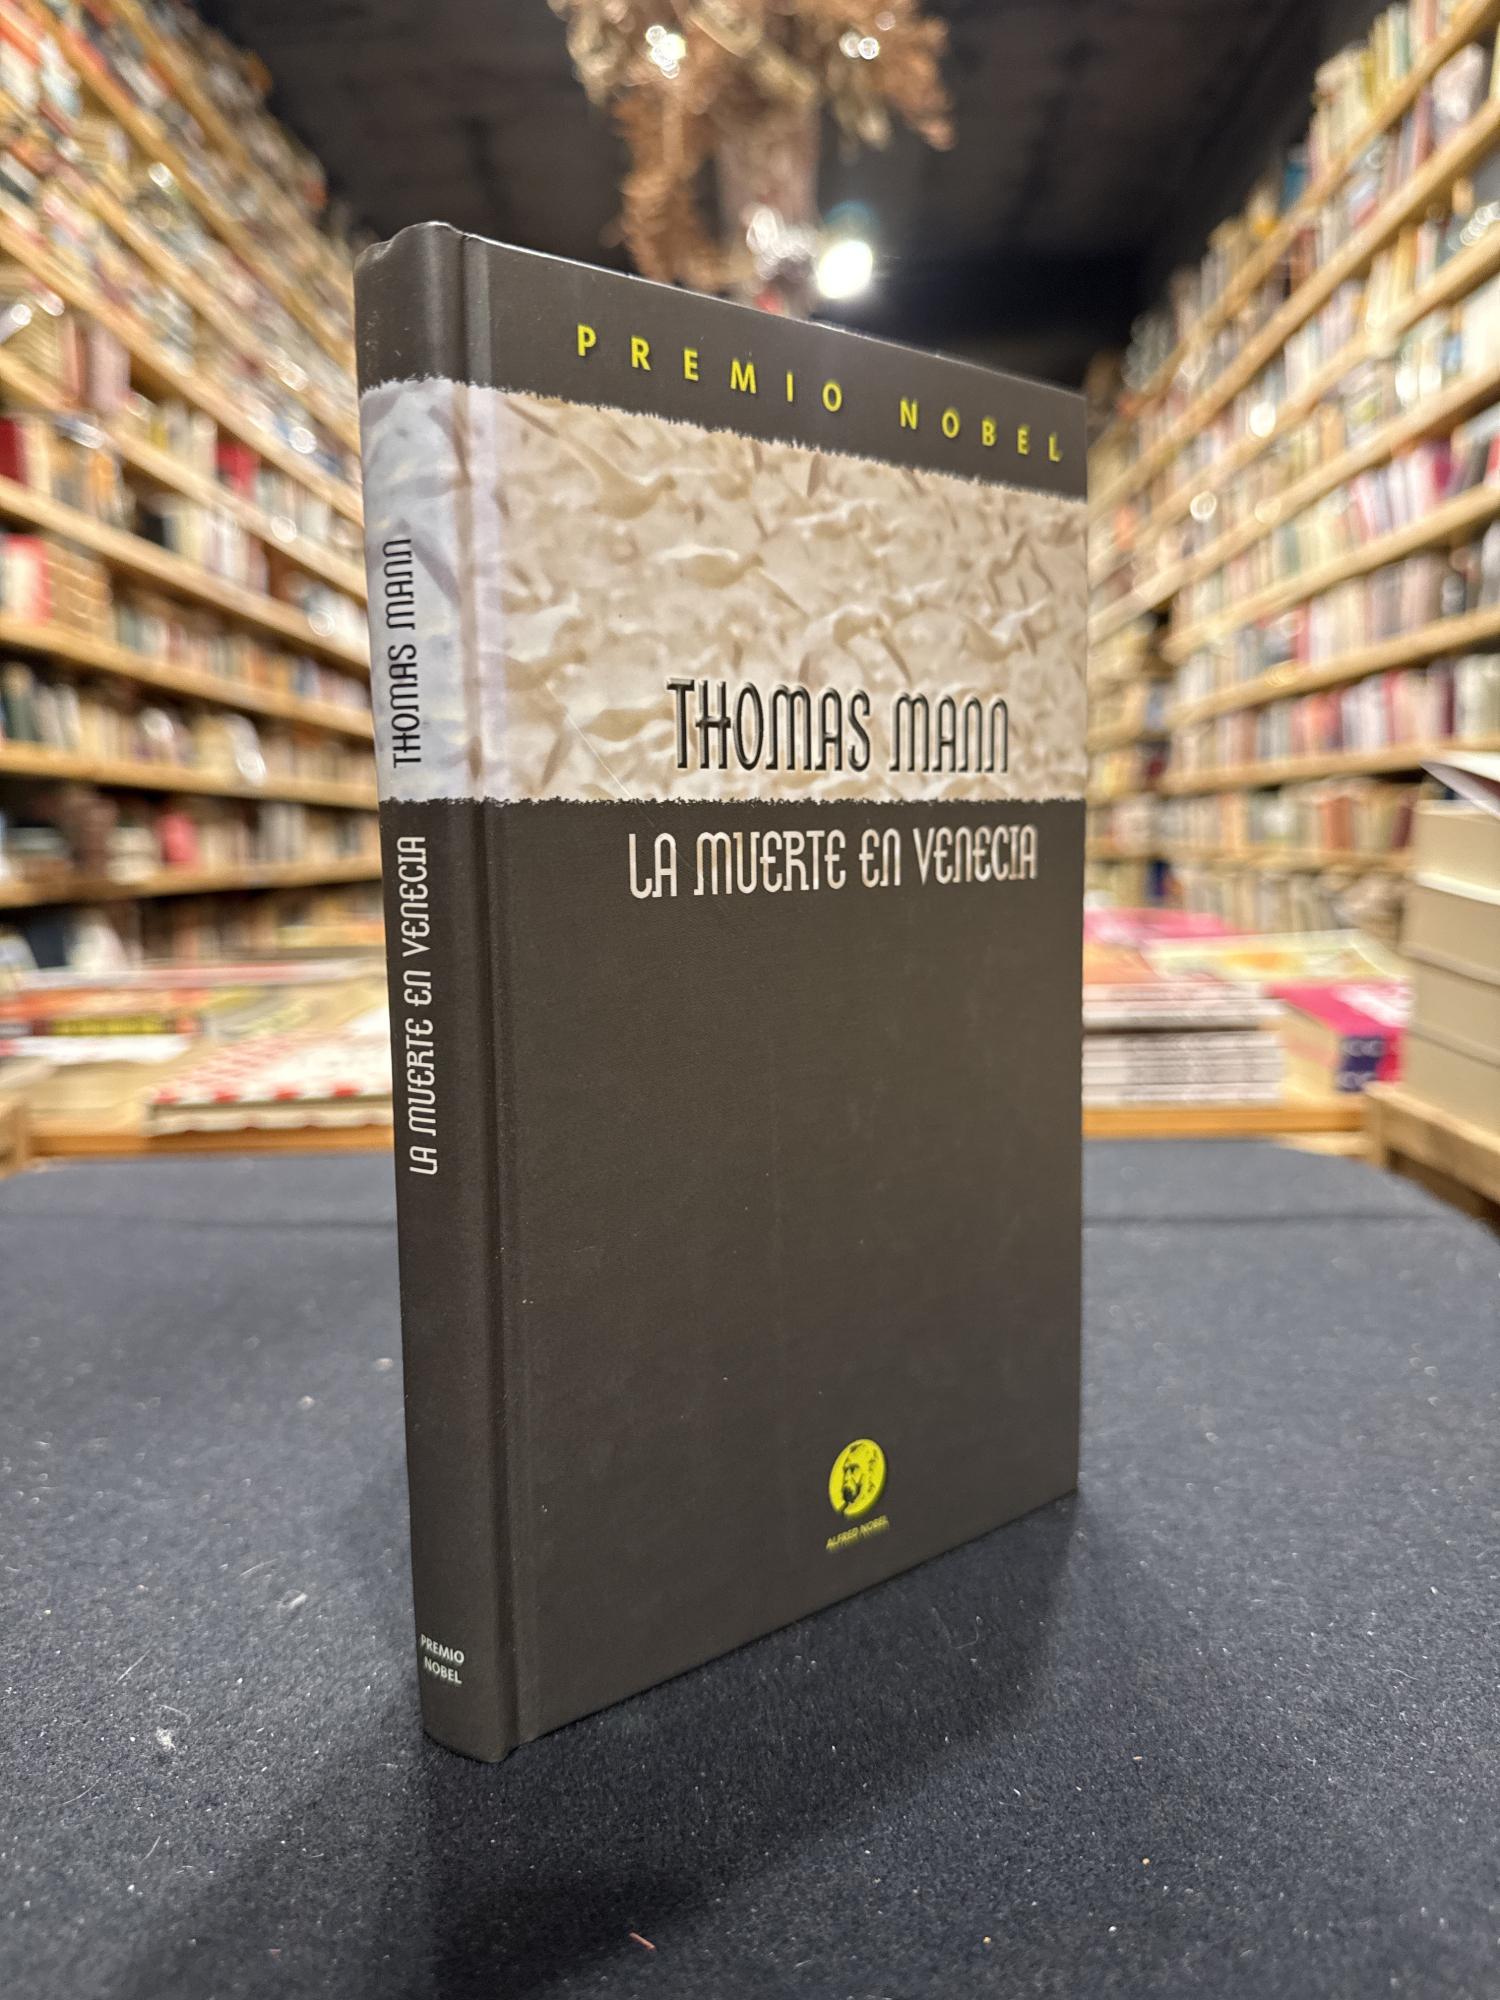 PREMIO NOBEL
THOMAS MANN
LA MUERTE EN VENECIA
ALFRED NOBEL
THOMAS MANN
LA MUERTE EN VENECIA
PREMIO
NOBEL